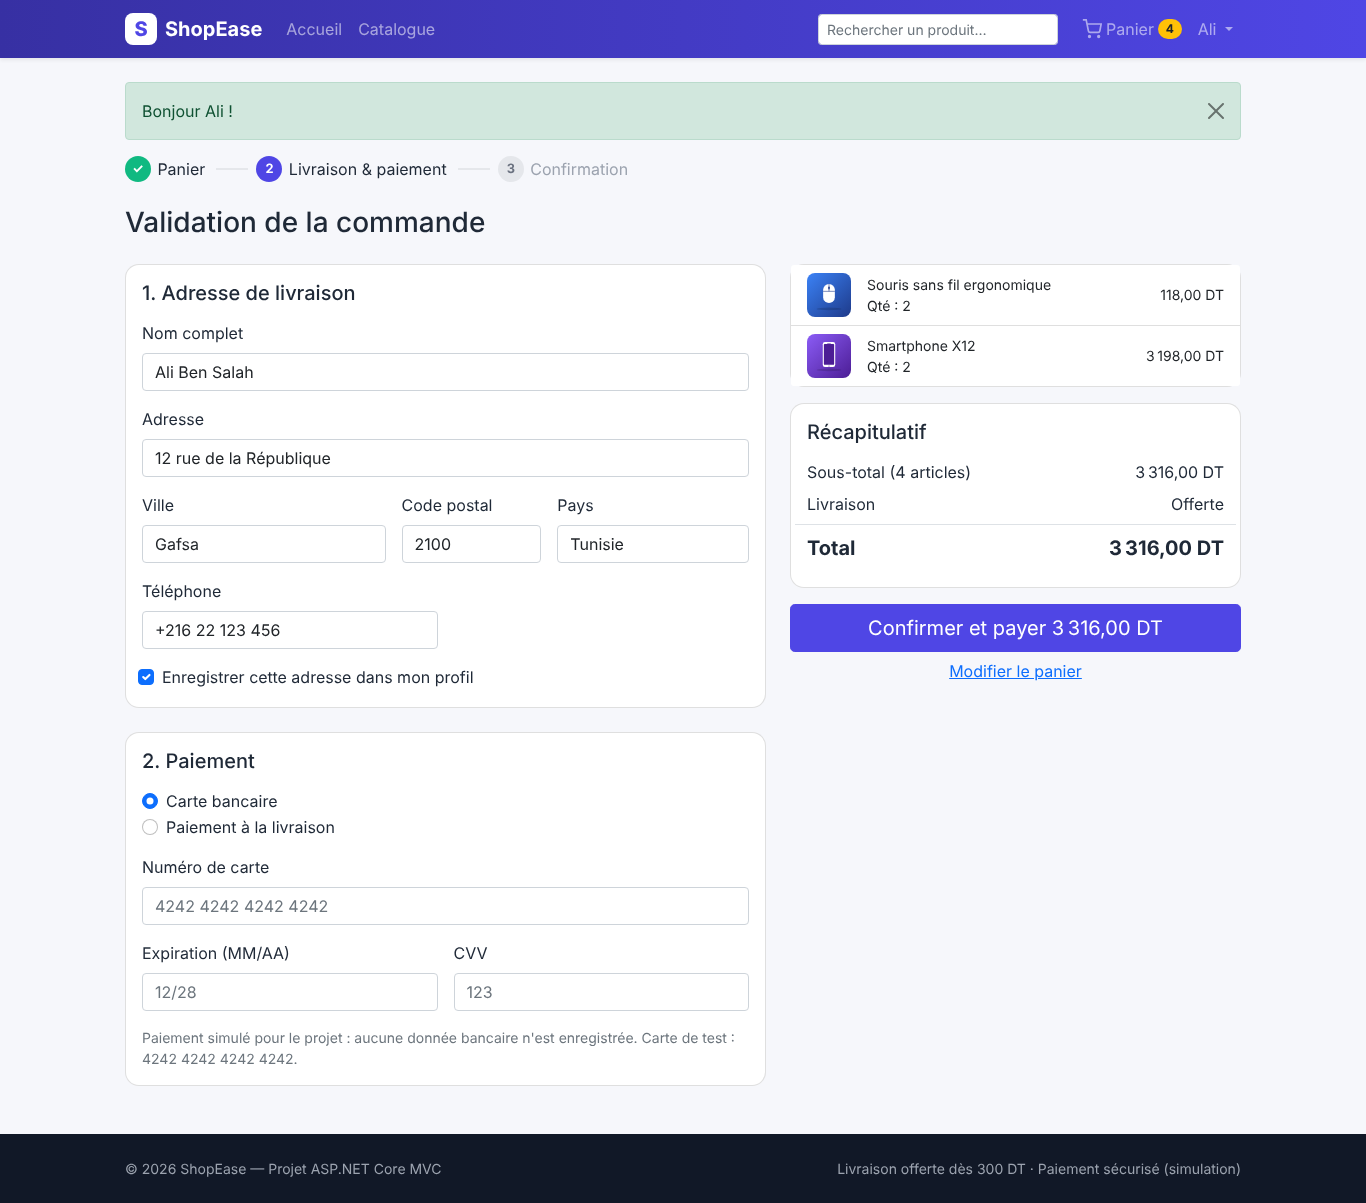 S ShopEase Accueil Catalogue Rechercher un produit... Panier 4 Ali
Bonjour Ali !
Panier 2 Livraison & paiement 3 Confirmation
Validation de la commande
1. Adresse de livraison
Nom complet
Ali Ben Salah
Adresse
12 rue de la République
Ville Code postal Pays
Gafsa 2100 Tunisie
Téléphone
+216 22 123 456
Enregistrer cette adresse dans mon profil
2. Paiement
Carte bancaire
Paiement à la livraison
Numéro de carte
4242 4242 4242 4242
Expiration (MM/AA) CVV
12/28 123
Paiement simulé pour le projet : aucune donnée bancaire n'est enregistrée. Carte de test :
4242 4242 4242 4242.
Souris sans fil ergonomique
Qté : 2
118,00 DT
Smartphone X12
Qté : 2
3 198,00 DT
Récapitulatif
Sous-total (4 articles) 3 316,00 DT
Livraison Offerte
Total 3 316,00 DT
Confirmer et payer 3 316,00 DT
Modifier le panier
© 2026 ShopEase — Projet ASP.NET Core MVC
Livraison offerte dès 300 DT · Paiement sécurisé (simulation)